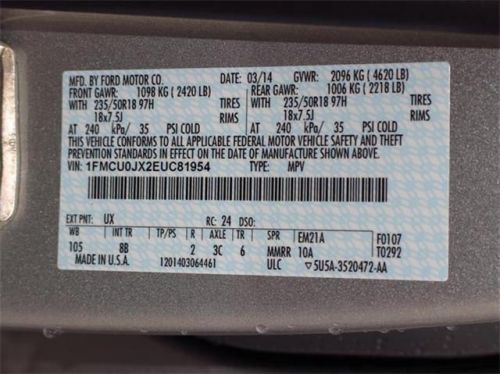 MFD. BY FORD MOTOR CO. DATE: 03/14 GVWR: 2096 KG (4620 LB)
FRONT GAWR: 1098 KG (2420 LB) REAR GAWR: 1006 KG (2218 LB)
WITH 235/50R18 97H TIRES WITH 235/50R18 97H TIRES
18x7.5J RIMS 18x7.5J RIMS
AT 240 kPa/ 35 PSI COLD AT 240 kPa/ 35 PSI COLD
THIS VEHICLE CONFORMS TO ALL APPLICABLE FEDERAL MOTOR VEHICLE SAFETY
AND THEFT PREVENTION STANDARDS IN EFFECT ON THE DATE OF MANUFACTURE SHOWN ABOVE.
VIN: 1FMCU0JX2EUC81954 TYPE: MPV
EXT PNT: UX RC: 24 DSO:
WB INT TR TP/PS R AXLE TR SPR EM21A F0107
105 8B 2 3C 6 MMRR 10A T0292
MADE IN U.S.A. 1201403064461 ULC 5U5A-3520472-AA